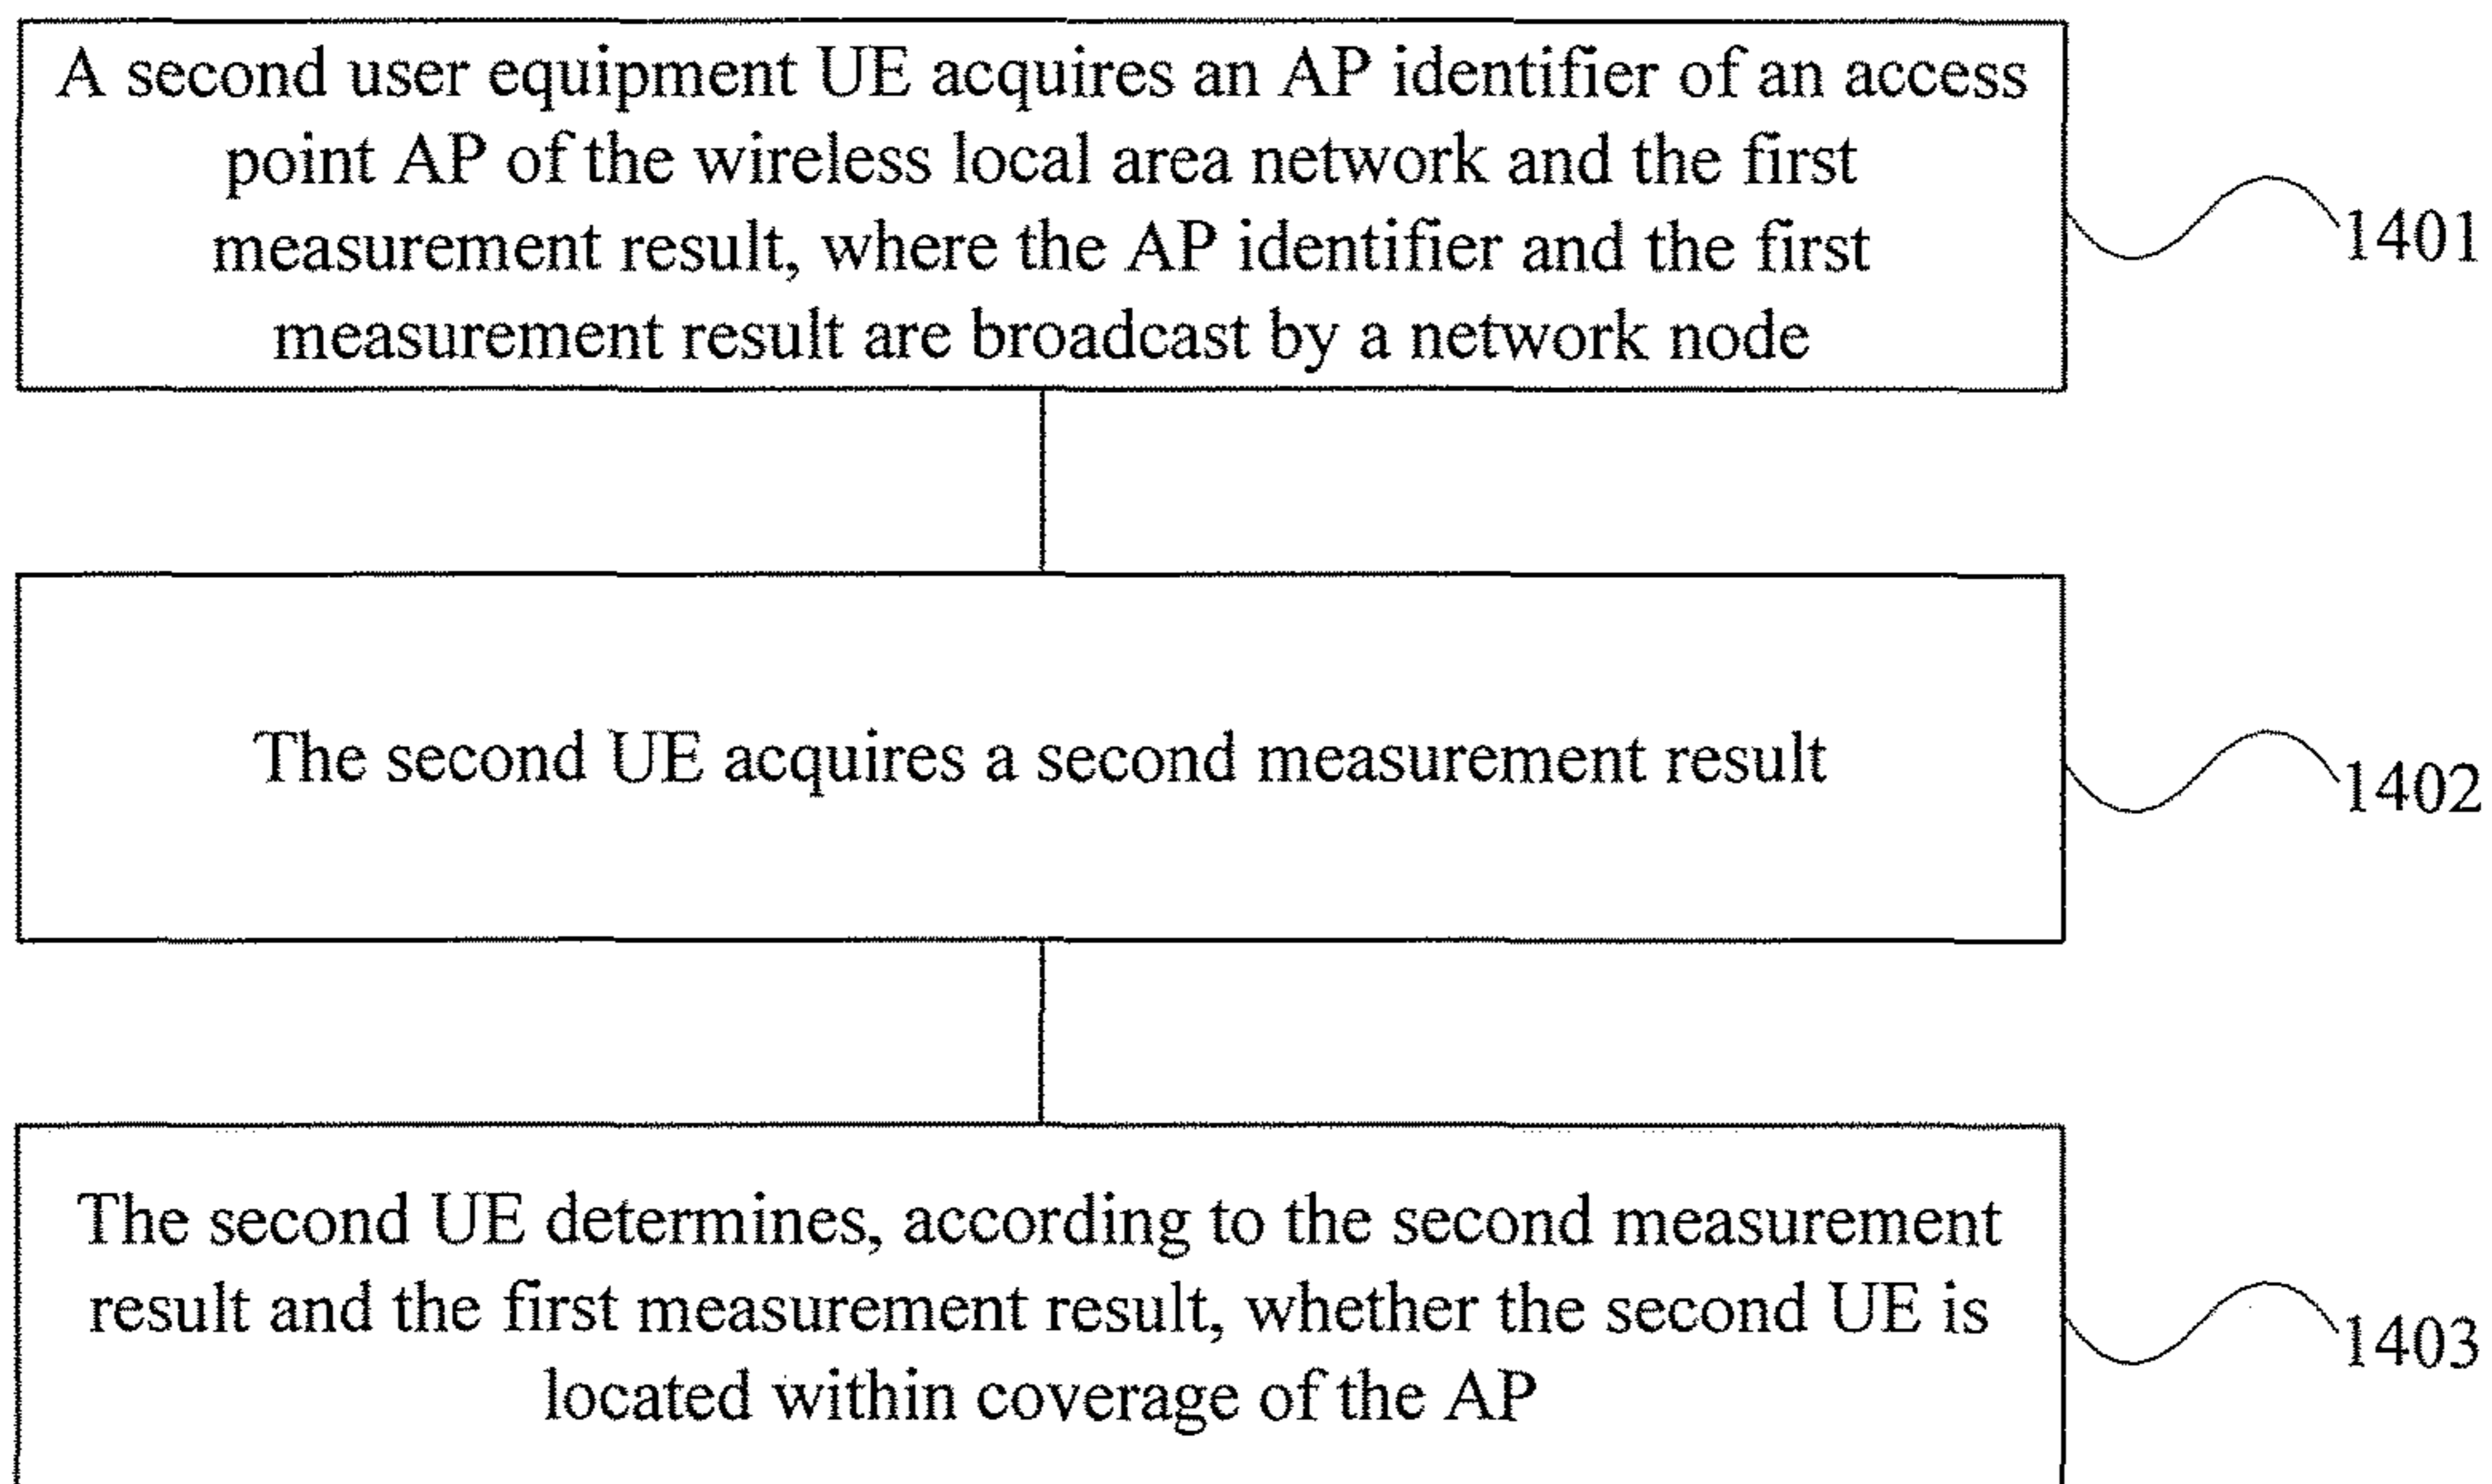 A second user equipment UE acquires an AP identifier of an access
point AP of the wireless local area network and the first
measurement result, where the AP identifier and the first
measurement result are broadcast by a network node
1401
The second UE acquires a second measurement result
1402
The second UE determines, according to the second measurement
result and the first measurement result, whether the second UE is
located within coverage of the AP
1403